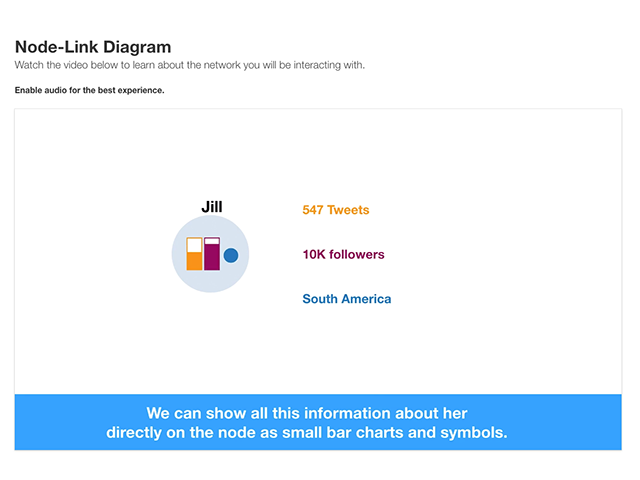 Node-Link Diagram
Watch the video below to learn about the network you will be interacting with.
Enable audio for the best experience.
Jill
547 Tweets
10K followers
South America
We can show all this information about her
directly on the node as small bar charts and symbols.